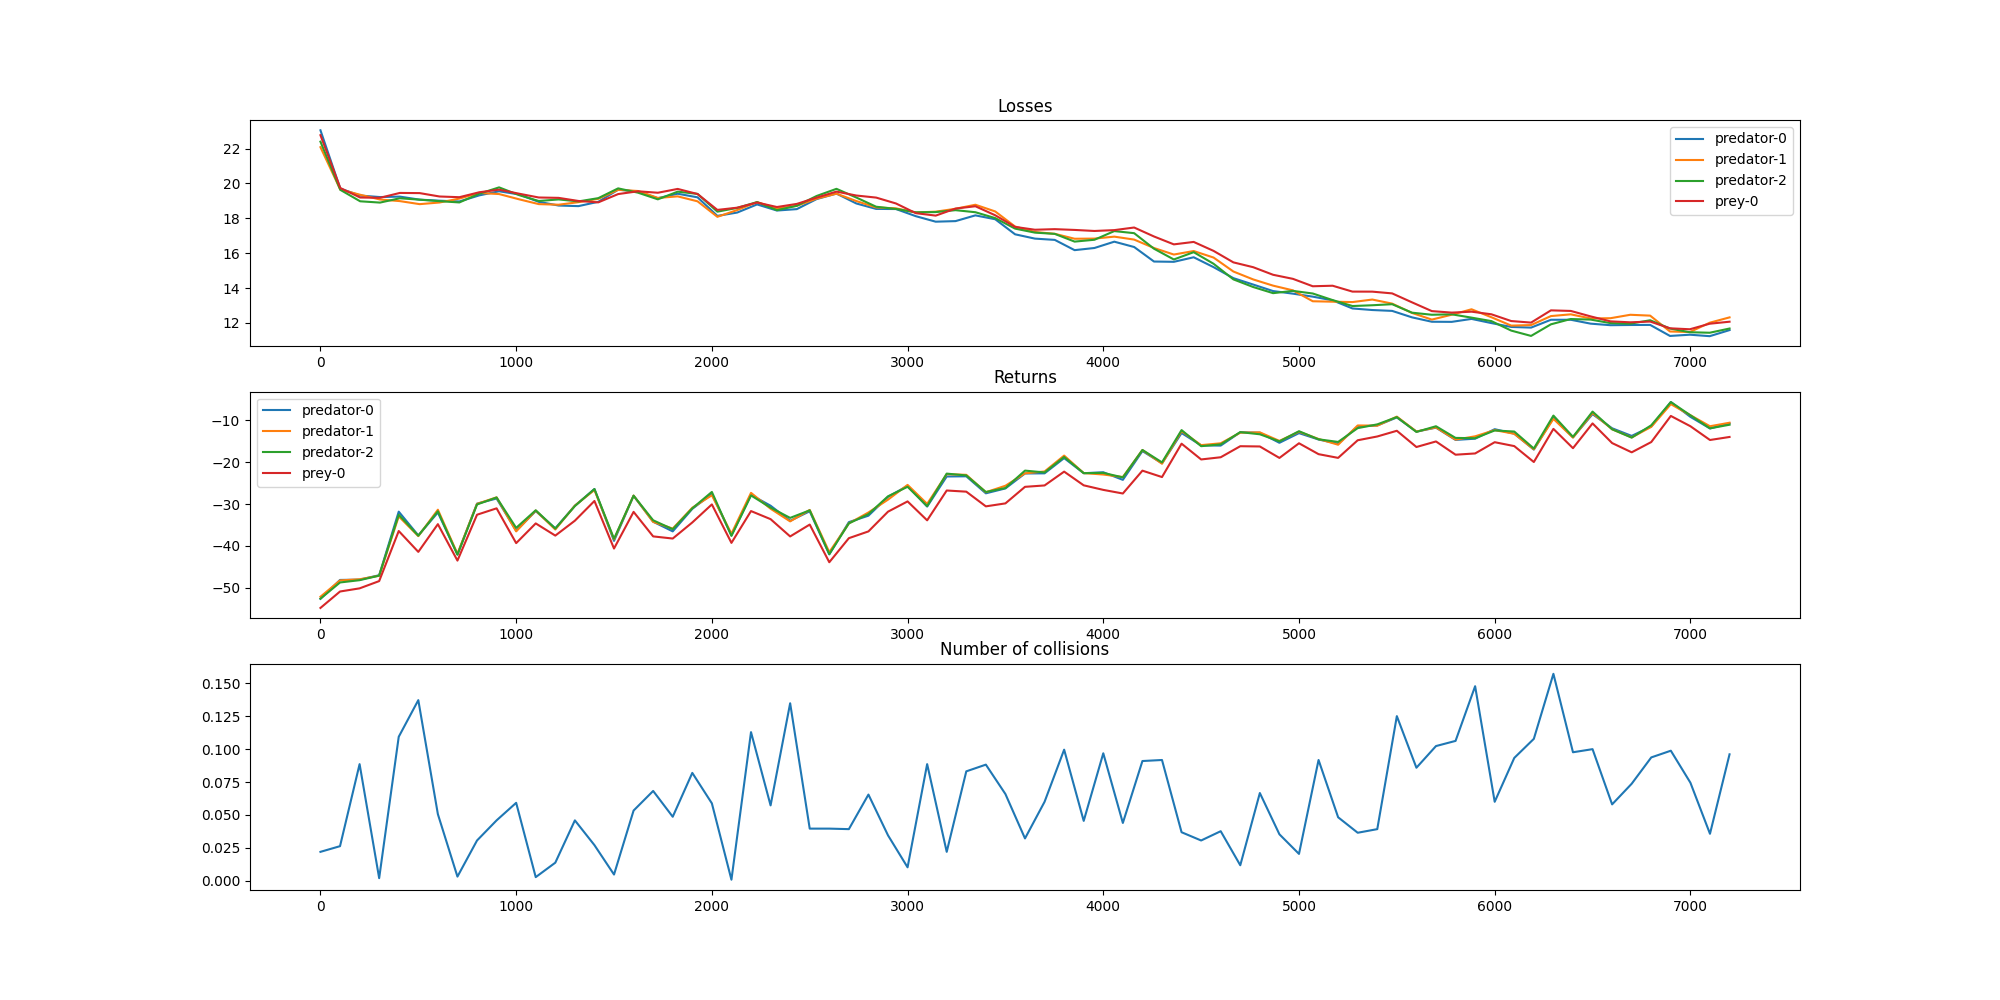 Losses
22
20
18
16
14
12
predator-0
predator-1
predator-2
prey-0
0 1000 2000 3000 4000 5000 6000 7000
Returns
−10
−20
−30
−40
−50
predator-0
predator-1
predator-2
prey-0
0 1000 2000 3000 4000 5000 6000 7000
Number of collisions
0.150
0.125
0.100
0.075
0.050
0.025
0.000
0 1000 2000 3000 4000 5000 6000 7000